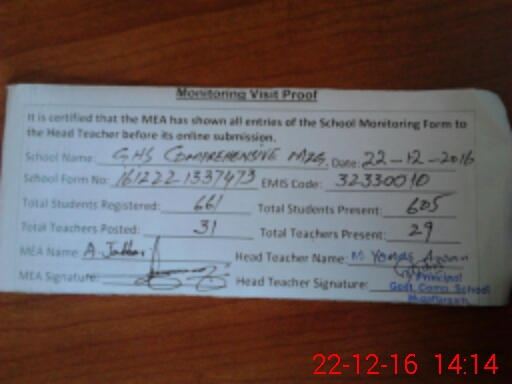 Monitoring Visit Proof
It is certified that the MEA has shown all entries of the School Monitoring Form to
the Head Teacher before its online submission.
School Name: GHS COMPREHENSIVE MZG. Date: 22-12-2016
School Form No: 161222-1337473 EMIS Code: 32330010
Total Students Registered: 661 Total Students Present: 605
Total Teachers Posted: 31 Total Teachers Present: 29
MEA Name: A. Jabbar Head Teacher Name: M Younas
MEA Signature: Head Teacher Signature:
Principal
Govt. Comp. School
22-12-16 14:14